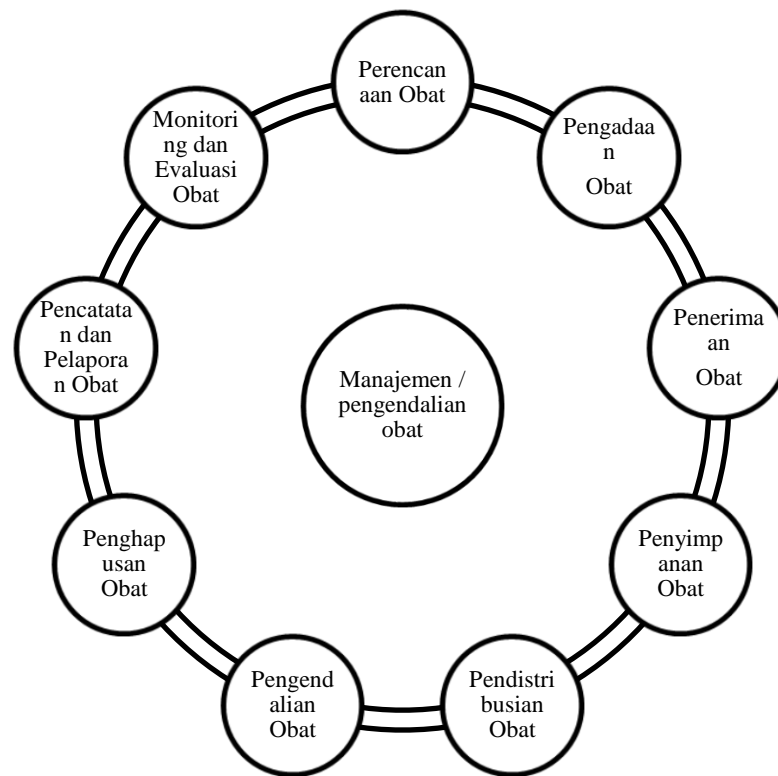 Perencan
aan Obat
Pengadaa
n
Obat
Penerima
an
Obat
Penyimp
anan
Obat
Pendistri
busian
Obat
Pengend
alian
Obat
Penghap
usan
Obat
Pencatata
n dan
Pelapora
n Obat
Monitori
ng dan
Evaluasi
Obat
Manajemen /
pengendalian
obat